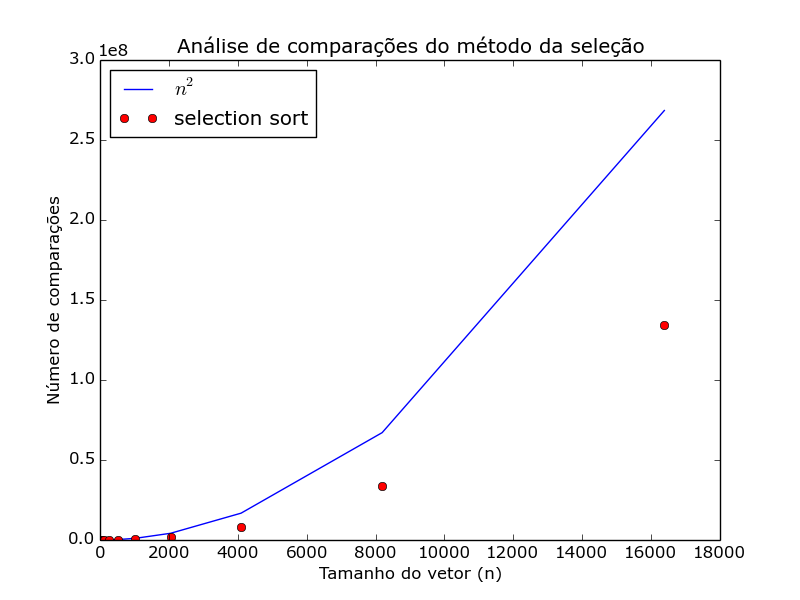 Análise de comparações do método da seleção
1e8
n²
selection sort
3.0
2.5
2.0
1.5
1.0
0.5
0.0
Número de comparações
0 2000 4000 6000 8000 10000 12000 14000 16000 18000
Tamanho do vetor (n)